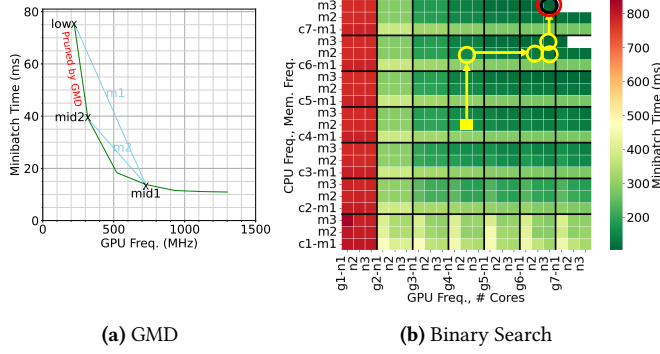 Minibatch Time (ms)
80
60
40
20
0
0
500
1000
1500
GPU Freq. (MHz)
low
x
Pruned by GMD
m1
mid2
x
m2
x
mid1
(a) GMD
CPU Freq., Mem. Freq.
m3
m2
c7-m1
m3
m2
c6-m1
m3
m2
c5-m1
m3
m2
c4-m1
m3
m2
c3-m1
m3
m2
c2-m1
m3
m2
c1-m1
g1-n1
n2
n3
g2-n1
n2
n3
g3-n1
n2
n3
g4-n1
n2
n3
g5-n1
n2
n3
g6-n1
n2
n3
g7-n1
n2
n3
GPU Freq., # Cores
800
700
600
500
400
300
200
Minibatch Time (ms)
(b) Binary Search